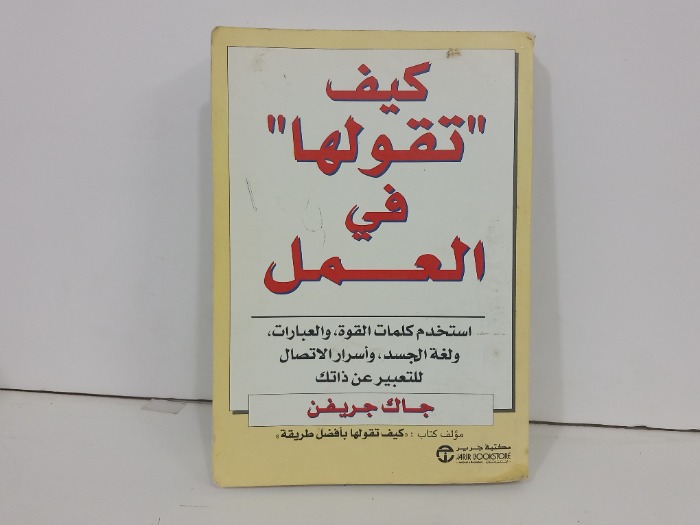 كيف
"تقولها"
في
العمل
استخدم كلمات القوة، والعبارات،
ولغة الجسد، وأسرار الاتصال
للتعبير عن ذاتك
جاك جريفن
مؤلف كتاب : «كيف تقولها بأفضل طريقة»
مكتبة جرير
JARIR BOOKSTORE